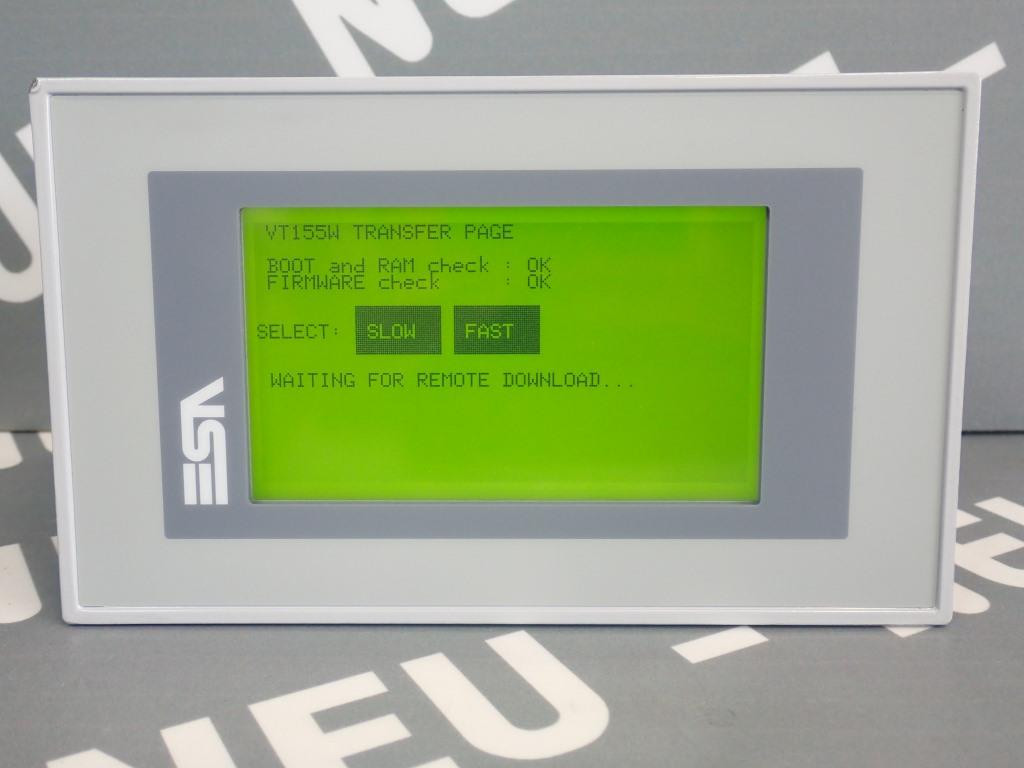 VT155W TRANSFER PAGE
BOOT and RAM check : OK
FIRMWARE check : OK
SELECT: SLOW FAST
WAITING FOR REMOTE DOWNLOAD...
ESA
NEU